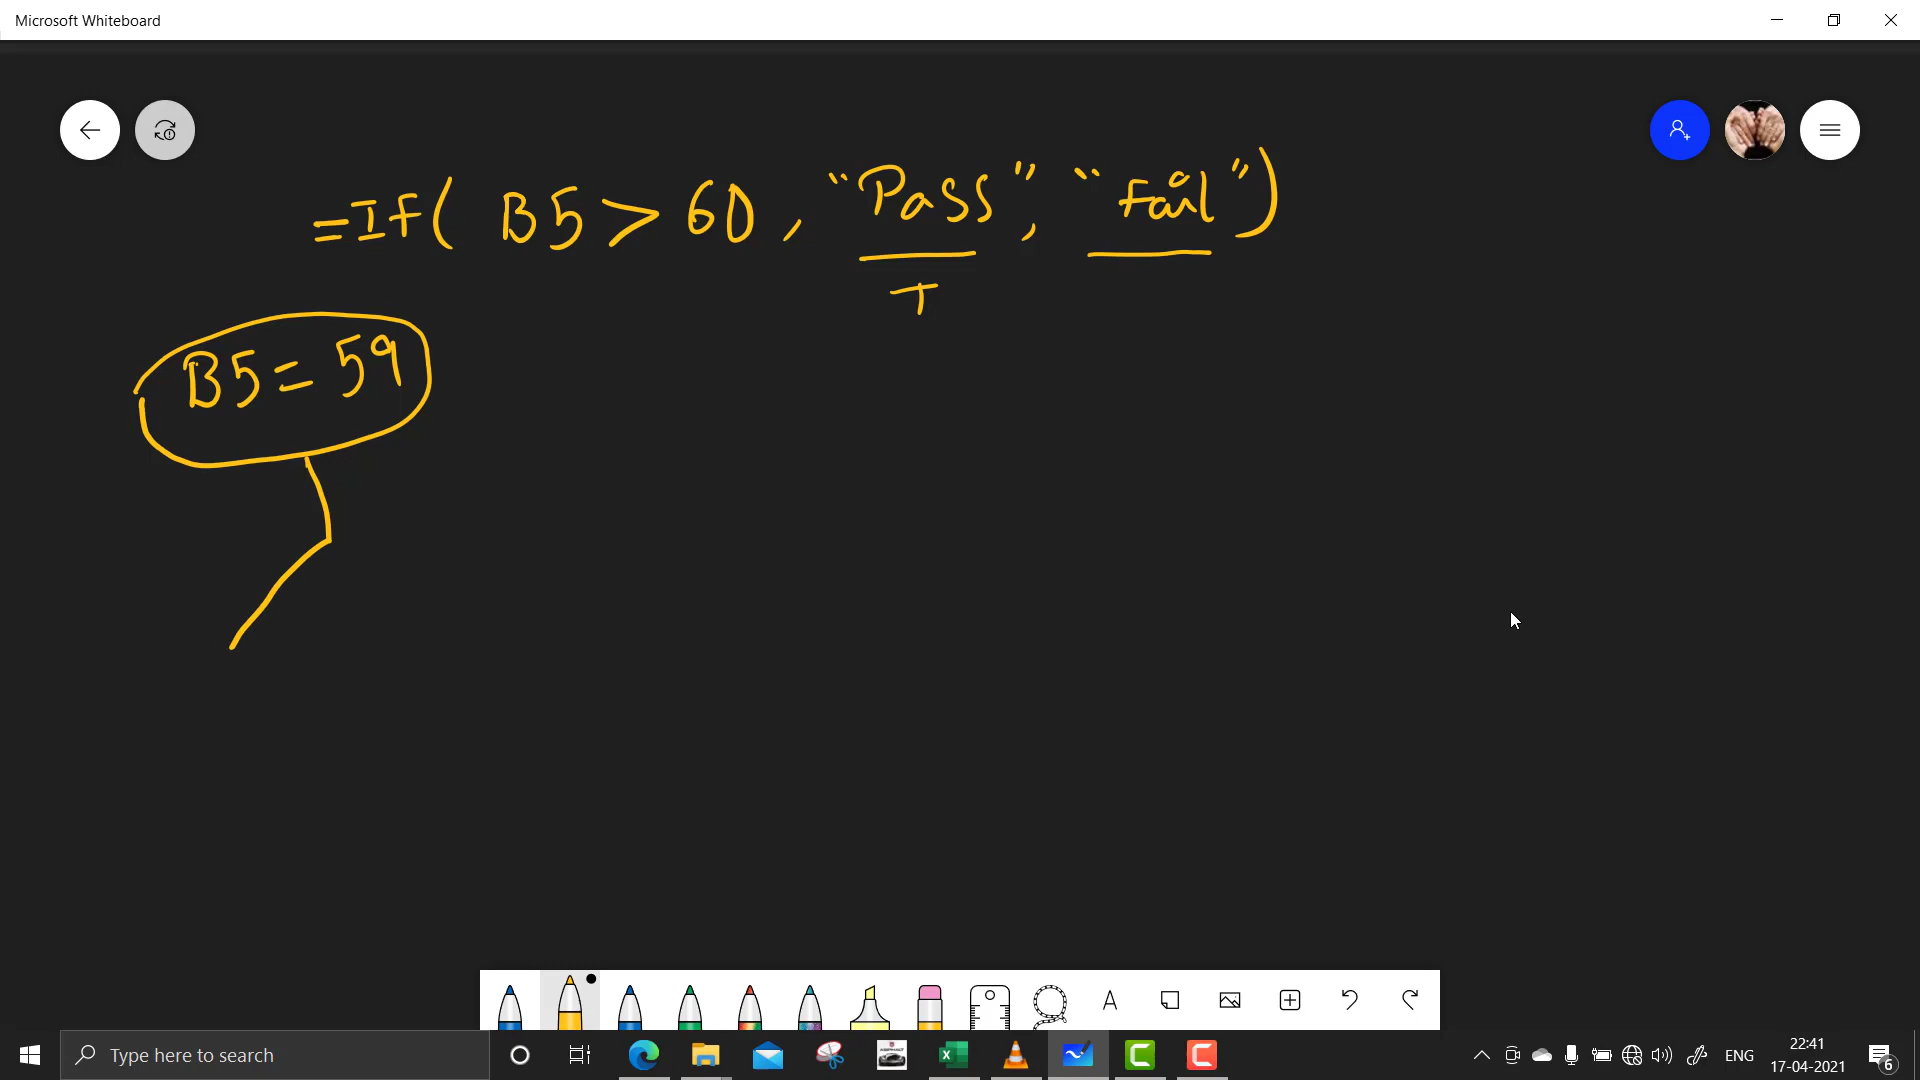 Microsoft Whiteboard
=If( B5 > 60 , "Pass", "Fail")
T
B5 = 59
A
Type here to search
ENG
22:41
17-04-2021
6